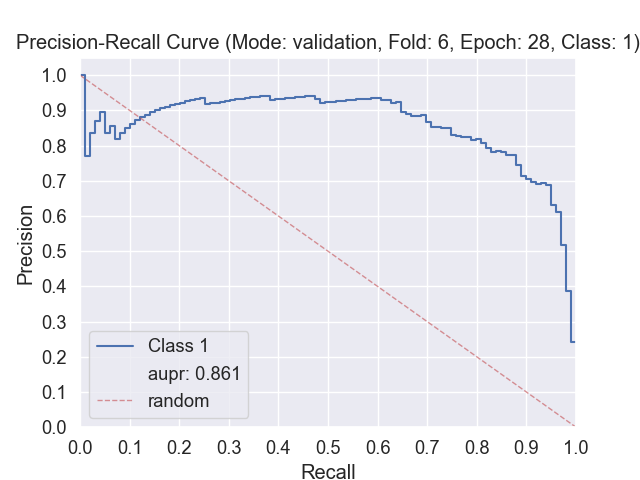 Precision-Recall Curve (Mode: validation, Fold: 6, Epoch: 28, Class: 1)
1.0
0.9
0.8
0.7
0.6
0.5
0.4
0.3
0.2
0.1
0.0
Precision
Class 1
aupr: 0.861
random
0.0 0.1 0.2 0.3 0.4 0.5 0.6 0.7 0.8 0.9 1.0
Recall